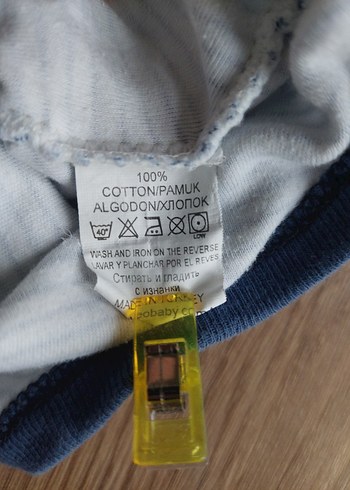 100%
COTTON/PAMUK
ALGODON/ХЛОПОК
40°
LOW
WASH AND IRON ON THE REVERSE
LAVAR Y PLANCHAR POR EL REVES
Стирать и гладить
с изнанки
MADE IN TURKEY